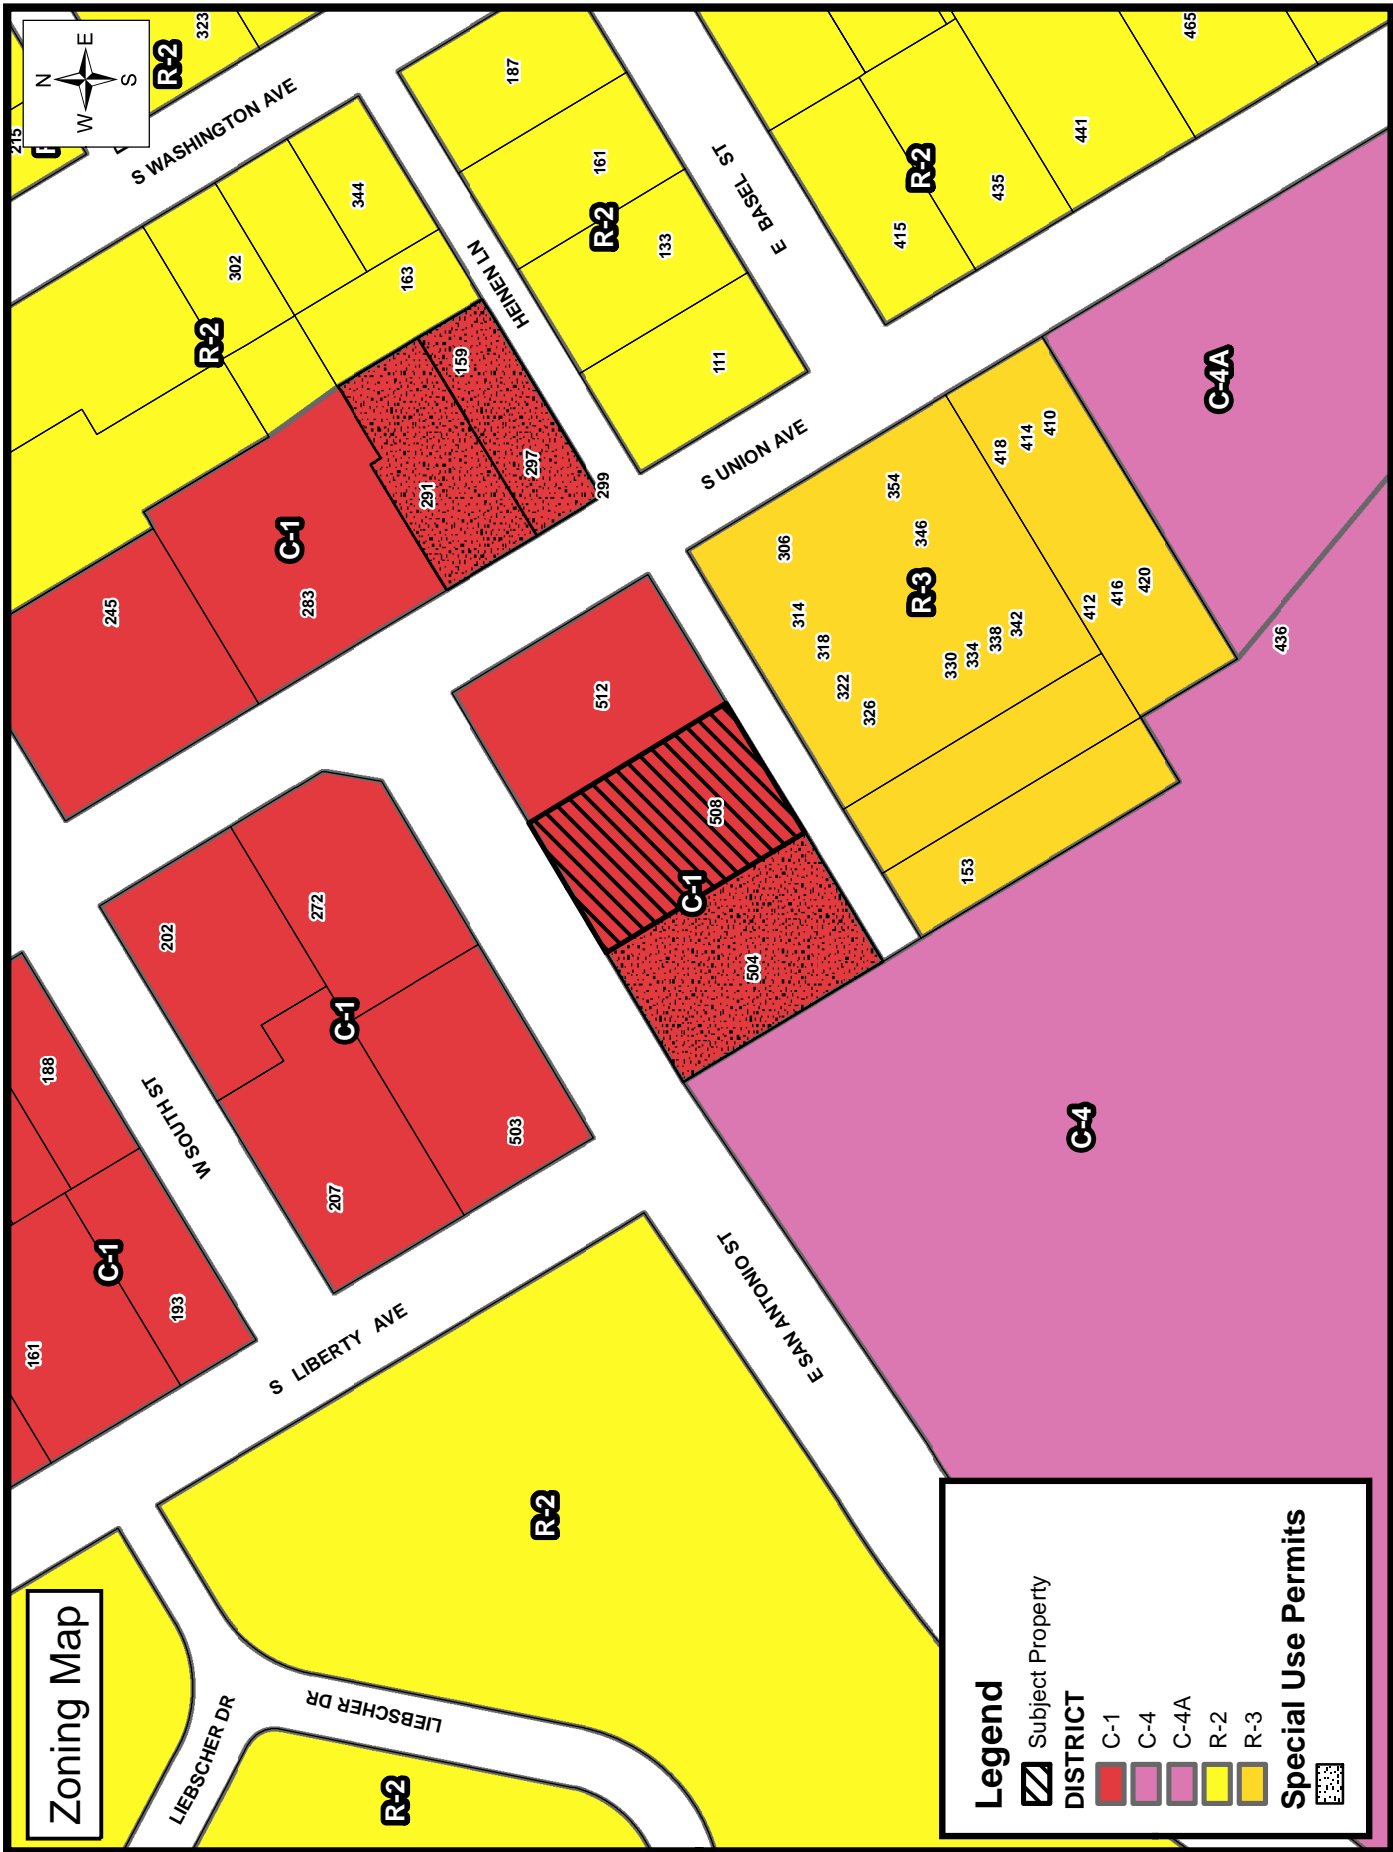 Zoning Map
N
W
E
S
LIEBSCHER DR
LIEBSCHER DR
S LIBERTY AVE
W SOUTH ST
E SAN ANTONIO ST
S UNION AVE
S WASHINGTON AVE
HEINEN LN
E BASEL ST
R-2
R-2
C-1
161
193
188
C-1
207
202
272
503
C-1
504
508
512
C-1
245
283
291
297
299
159
R-2
302
344
163
R-2
323
215
R-2
111
133
161
187
R-2
415
435
441
465
R-3
306
314
318
322
326
330
334
338
342
346
354
153
410
414
418
412
416
420
436
C-4
C-4A
Legend
Subject Property
DISTRICT
C-1
C-4
C-4A
R-2
R-3
Special Use Permits